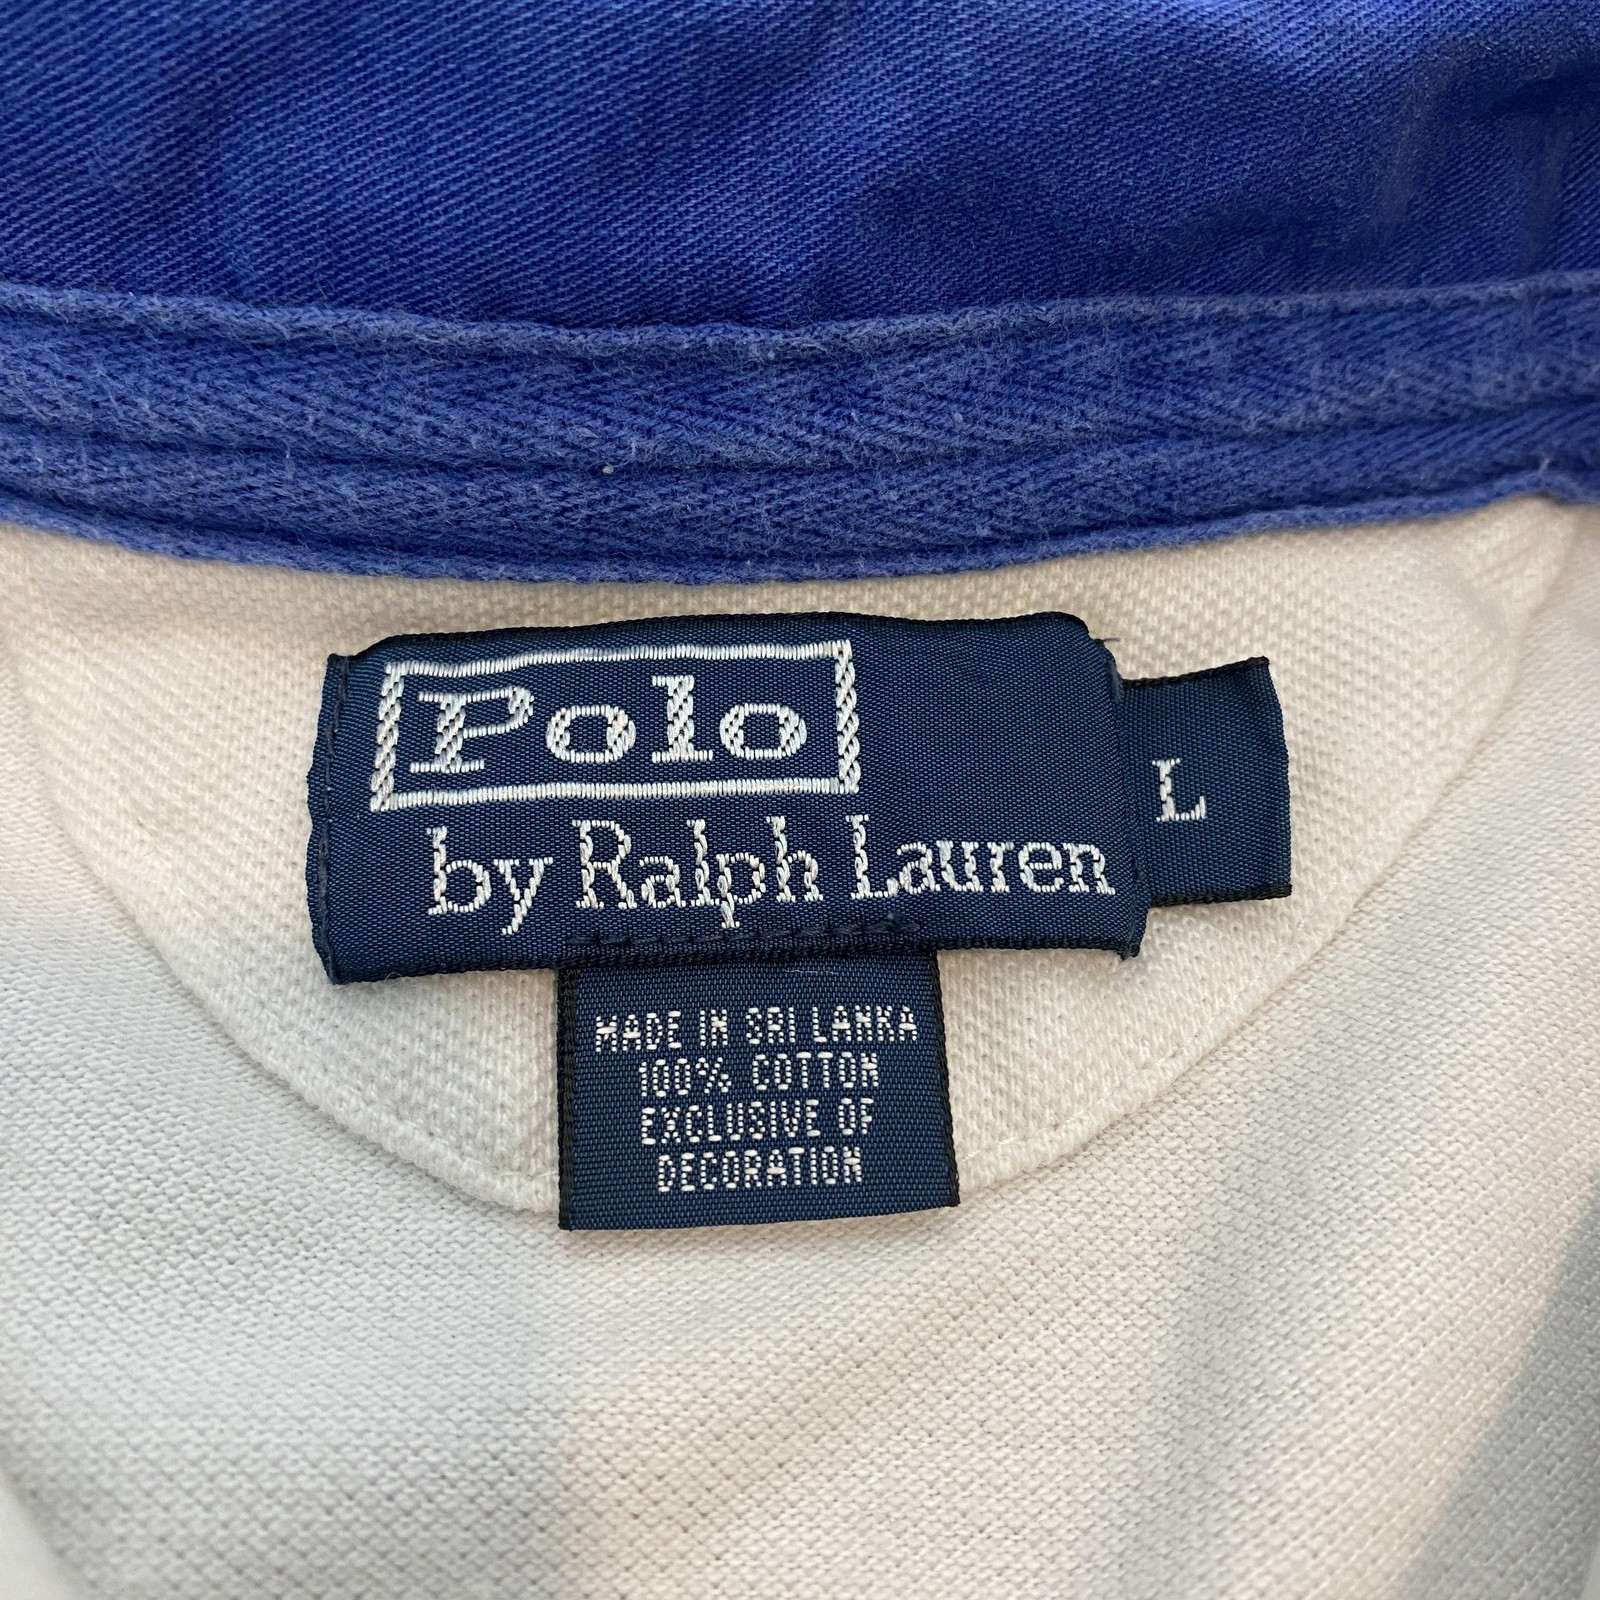 Polo
by Ralph Lauren
L
MADE IN SRI LANKA
100% COTTON
EXCLUSIVE OF
DECORATION